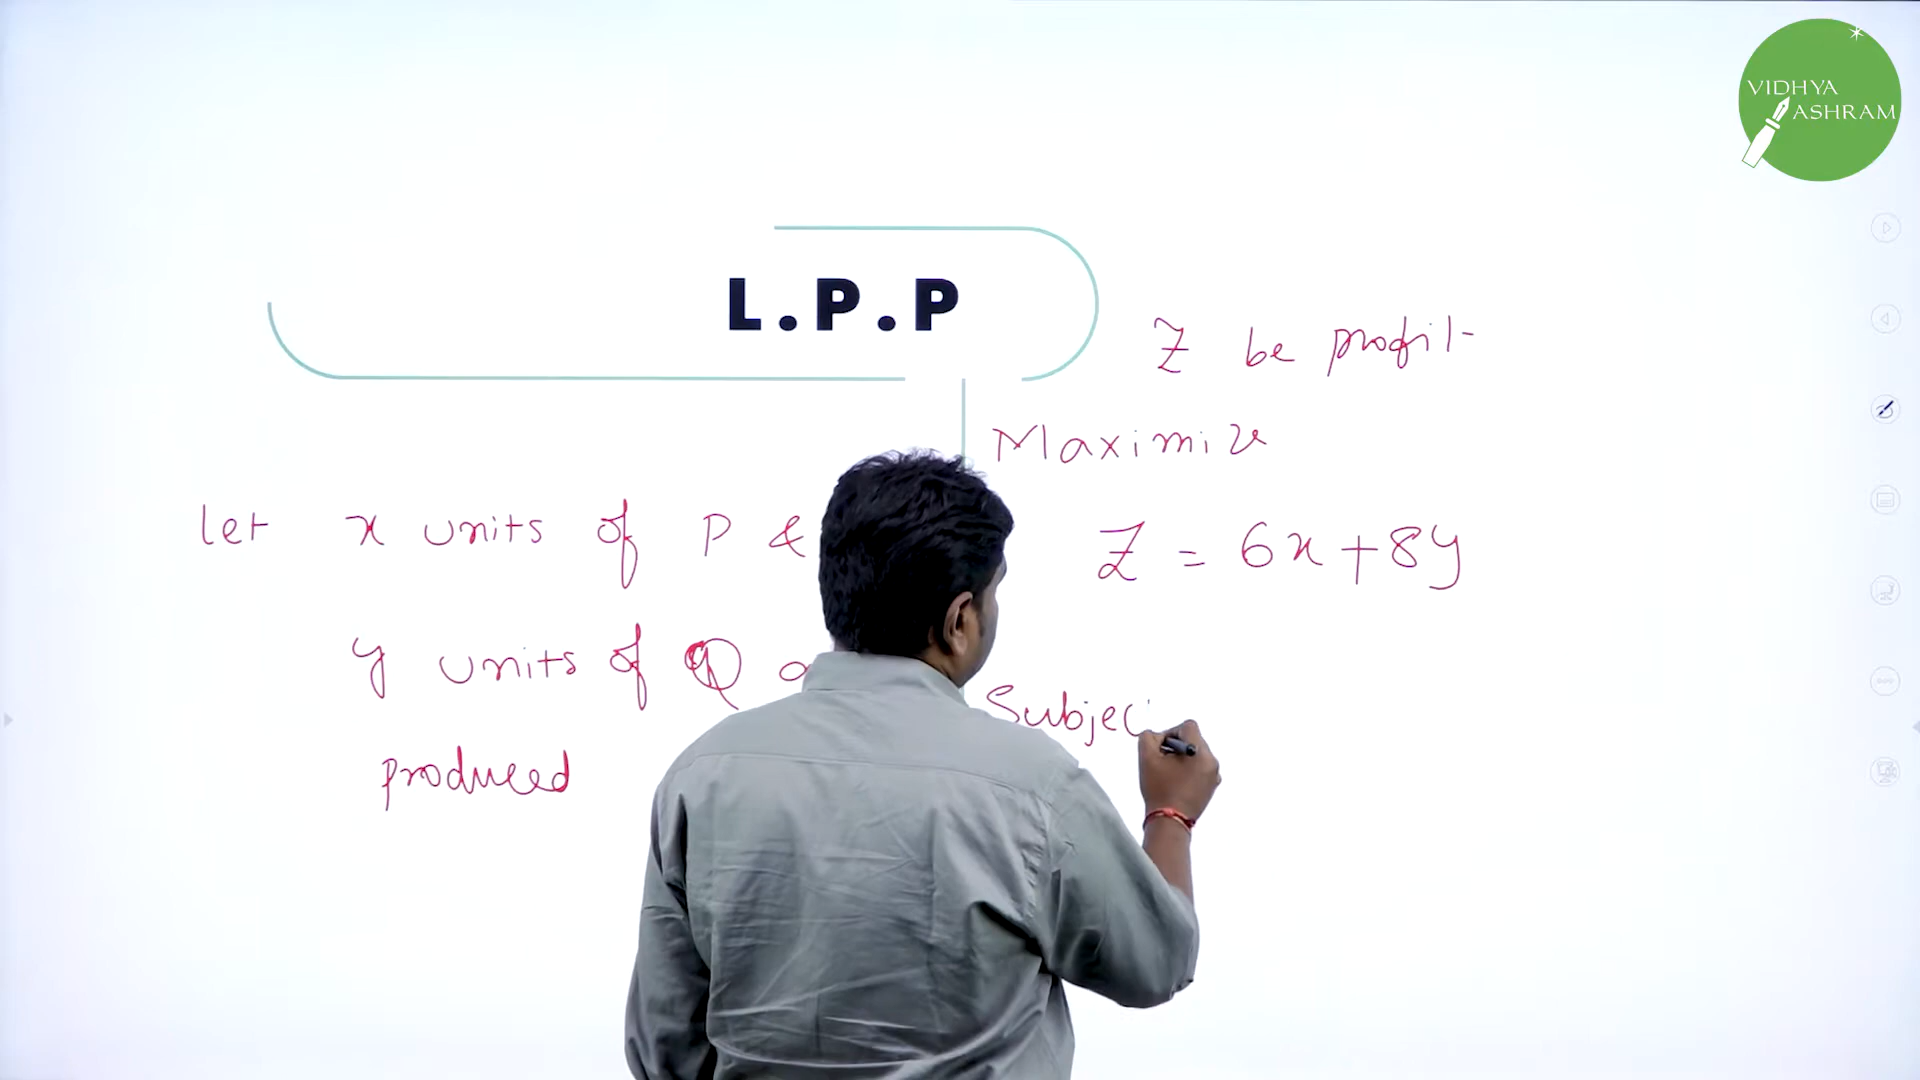 VIDHYA
ASHRAM
L.P.P
Z be profit
Maximize
let x units of P &
Z = 6x+8y
y units of Q
Subjec
produced